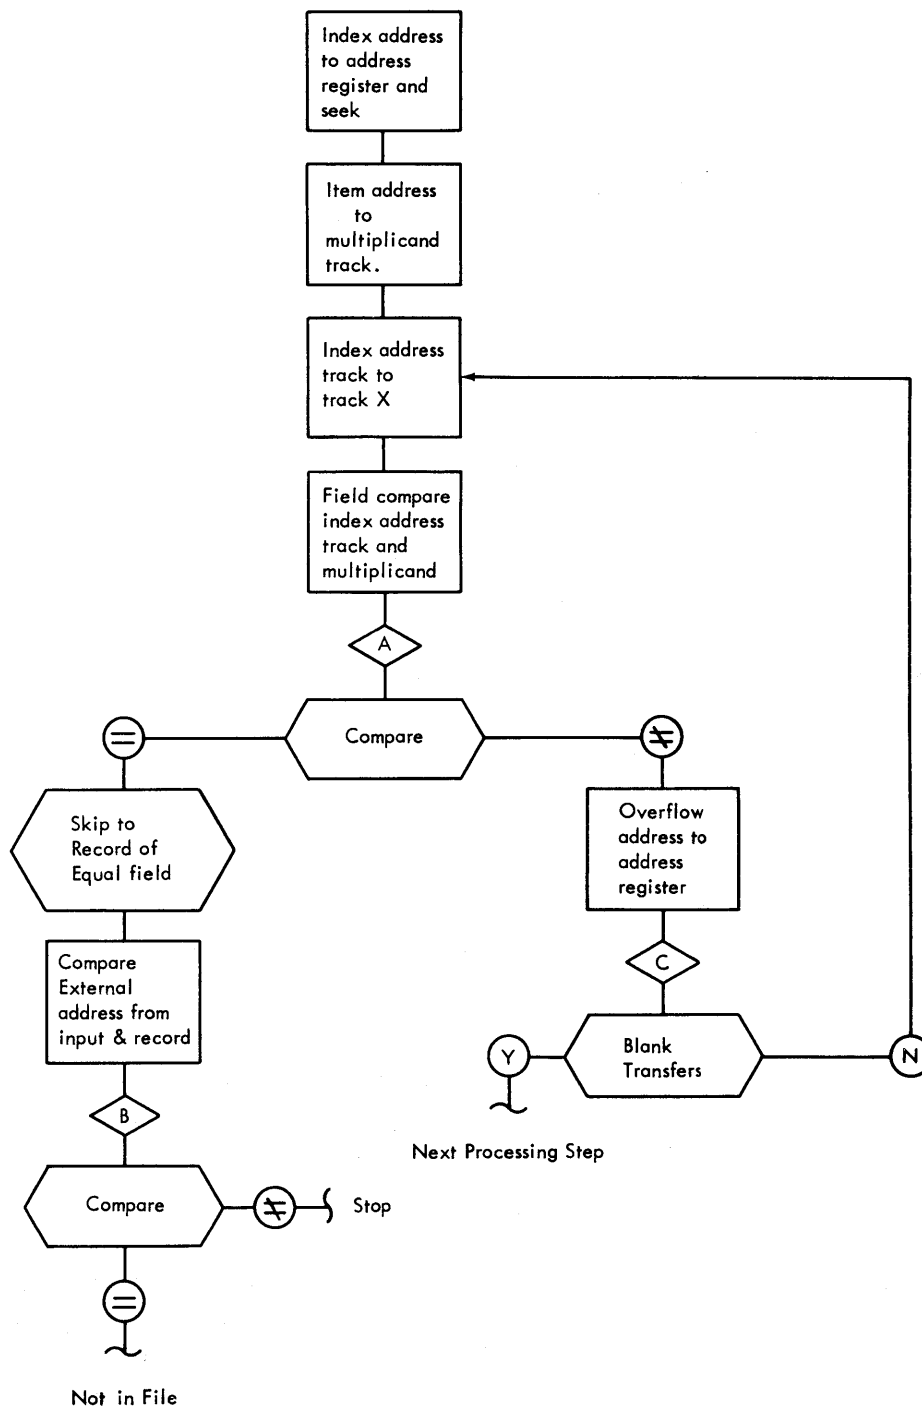 Index address
to address
register and
seek
Item address
to
multiplicand
track.
Index address
track to
track X
Field compare
index address
track and
multiplicand
A
=
Compare
≠
Skip to
Record of
Equal field
Overflow
address to
address
register
Compare
External
address from
input & record
C
Y
Blank
Transfers
N
B
Next Processing Step
Compare
≠
Stop
=
Not in File